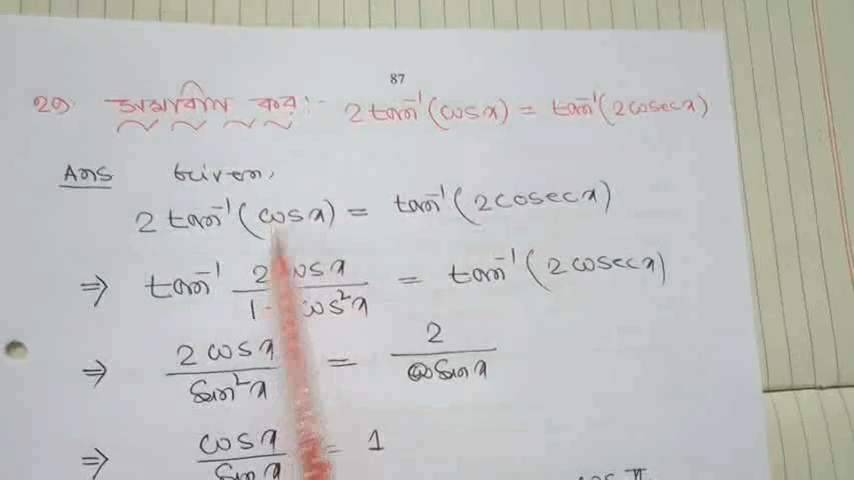 87
29. সমাধান কর :- 2tan⁻¹(cosx) = tan⁻¹(2cosecx)
Ans Given,
2tan⁻¹(cosx) = tan⁻¹(2cosecx)
⇒ tan⁻¹ 2cosx / 1- cos²x = tan⁻¹(2cosecx)
⇒ 2cosx / sin²x = 2 / sinx
⇒ cosx / sinx = 1